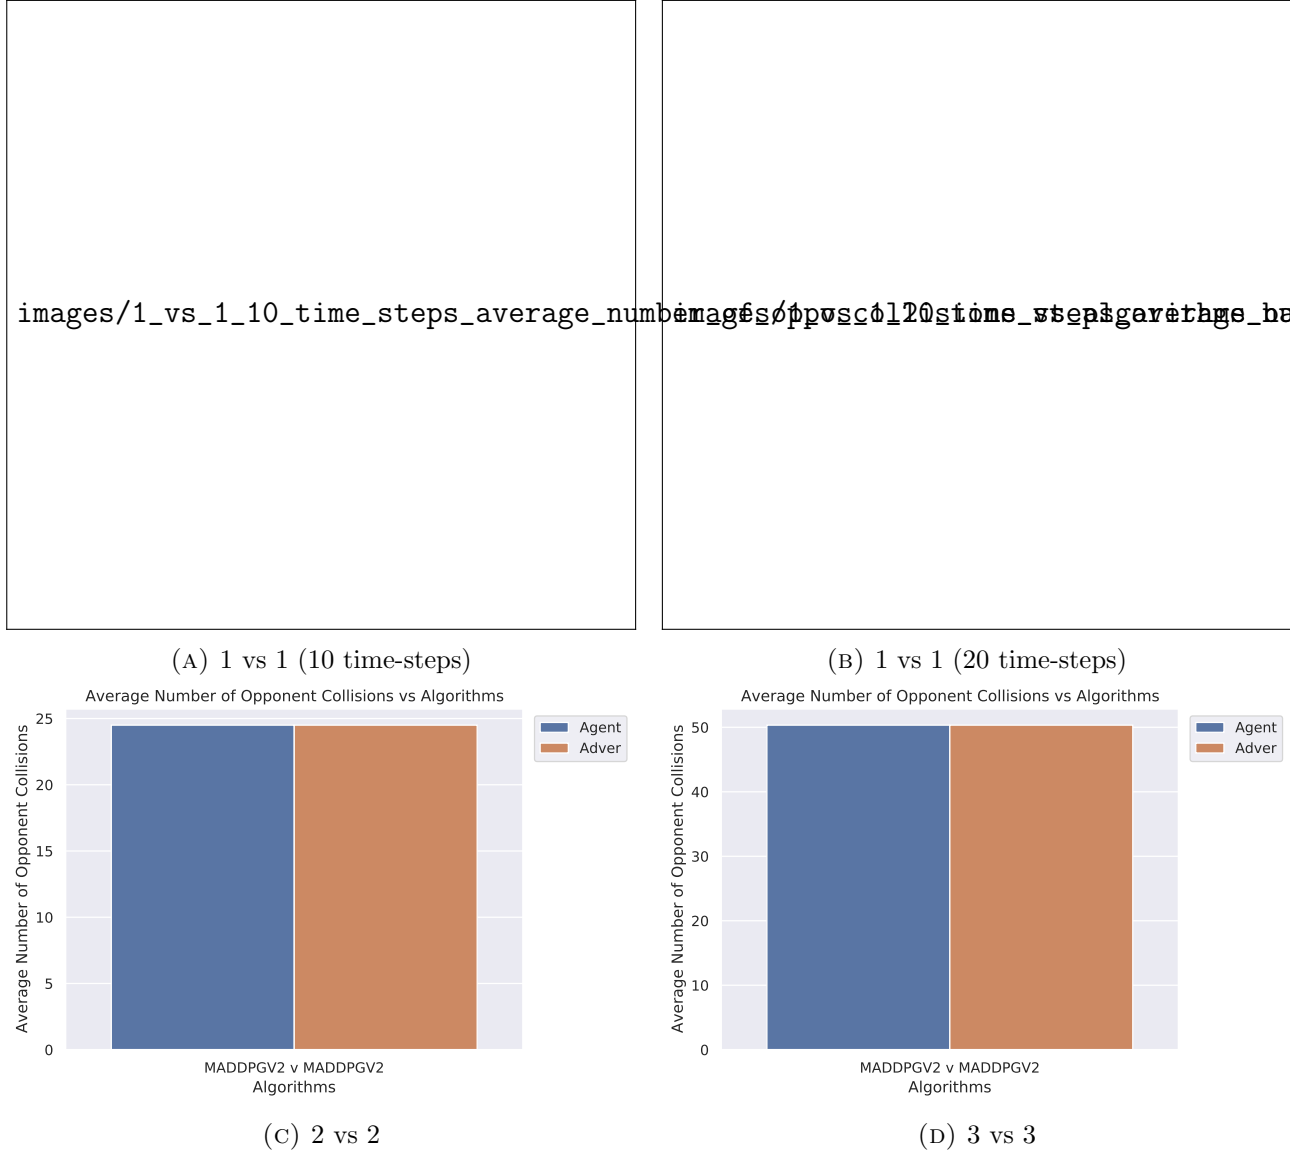 images/1_vs_1_10_time_steps_average_num
(A) 1 vs 1 (10 time-steps)
(B) 1 vs 1 (20 time-steps)
Average Number of Opponent Collisions vs Algorithms
Average Number of Opponent Collisions
25
20
15
10
5
0
MADDPGV2 v MADDPGV2
Algorithms
Agent
Adver
(C) 2 vs 2
Average Number of Opponent Collisions vs Algorithms
Average Number of Opponent Collisions
50
40
30
20
10
0
MADDPGV2 v MADDPGV2
Algorithms
Agent
Adver
(D) 3 vs 3